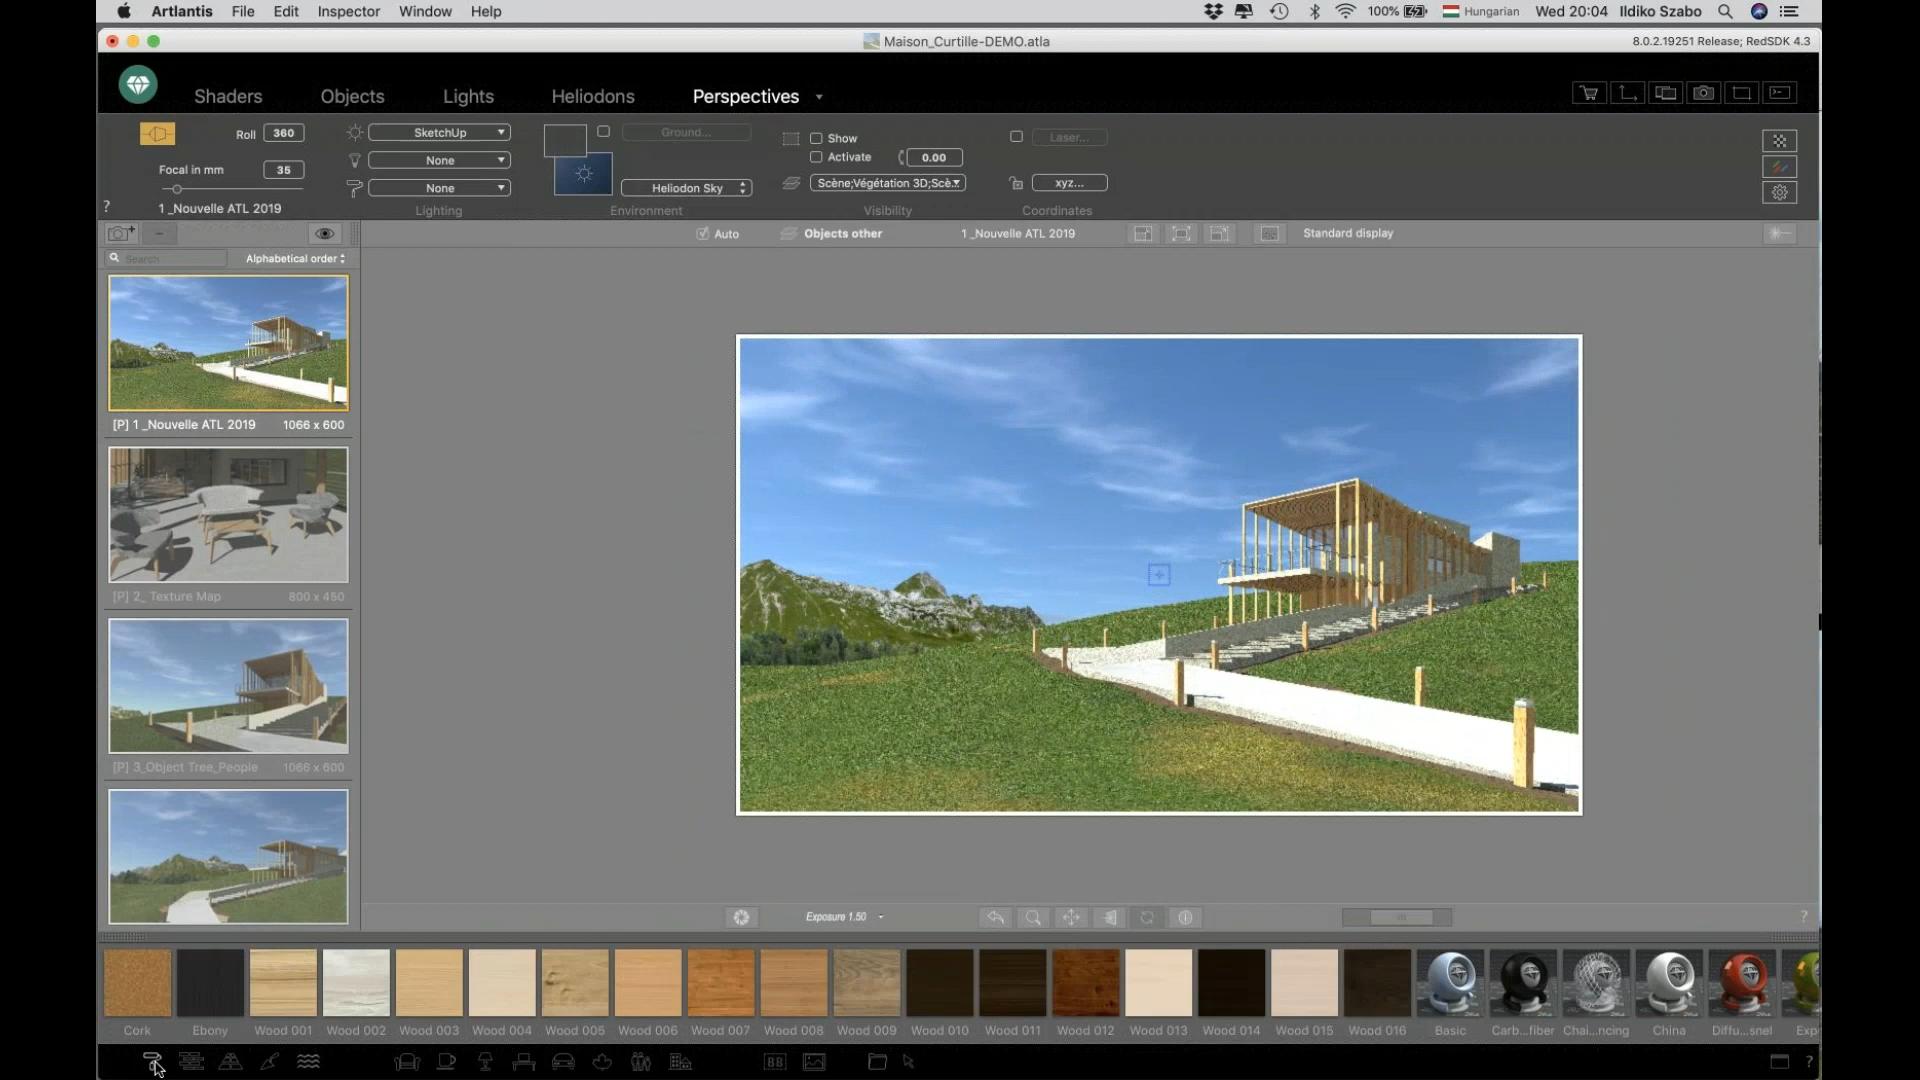 Artlantis File Edit Inspector Window Help 100% Hungarian Wed 20:04 Ildiko Szabo
Maison_Curtille-DEMO.atla 8.0.2.19251 Release; RedSDK 4.3
Shaders Objects Lights Heliodons Perspectives
Roll 360 SketchUp Ground... Show Laser...
None Activate 0.00
Focal in mm 35
None Heliodon Sky Scène;Végétation 3D;Scè... xyz...
? 1_Nouvelle ATL 2019 Lighting Environment Visibility Coordinates
Auto Objects other 1_Nouvelle ATL 2019 Standard display
Search Alphabetical order
[P] 1_Nouvelle ATL 2019 1066 x 600
[P] 2_ Texture Map 800 x 450
[P] 3_Object Tree_People 1066 x 600
Exposure 1.50 ?
Cork Ebony Wood 001 Wood 002 Wood 003 Wood 004 Wood 005 Wood 006 Wood 007 Wood 008 Wood 009 Wood 010 Wood 011 Wood 012 Wood 013 Wood 014 Wood 015 Wood 016 Basic Carb...fiber Chai...ncing China Diffu...snel Exp
BB ?